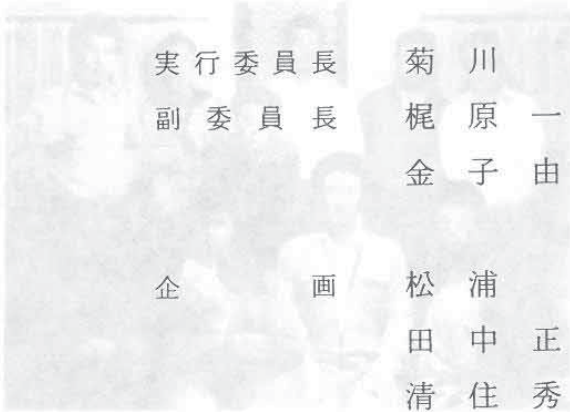 実行委員長 菊川
副委員長 梶原一
金子由
企画 松浦
田中正
清住秀